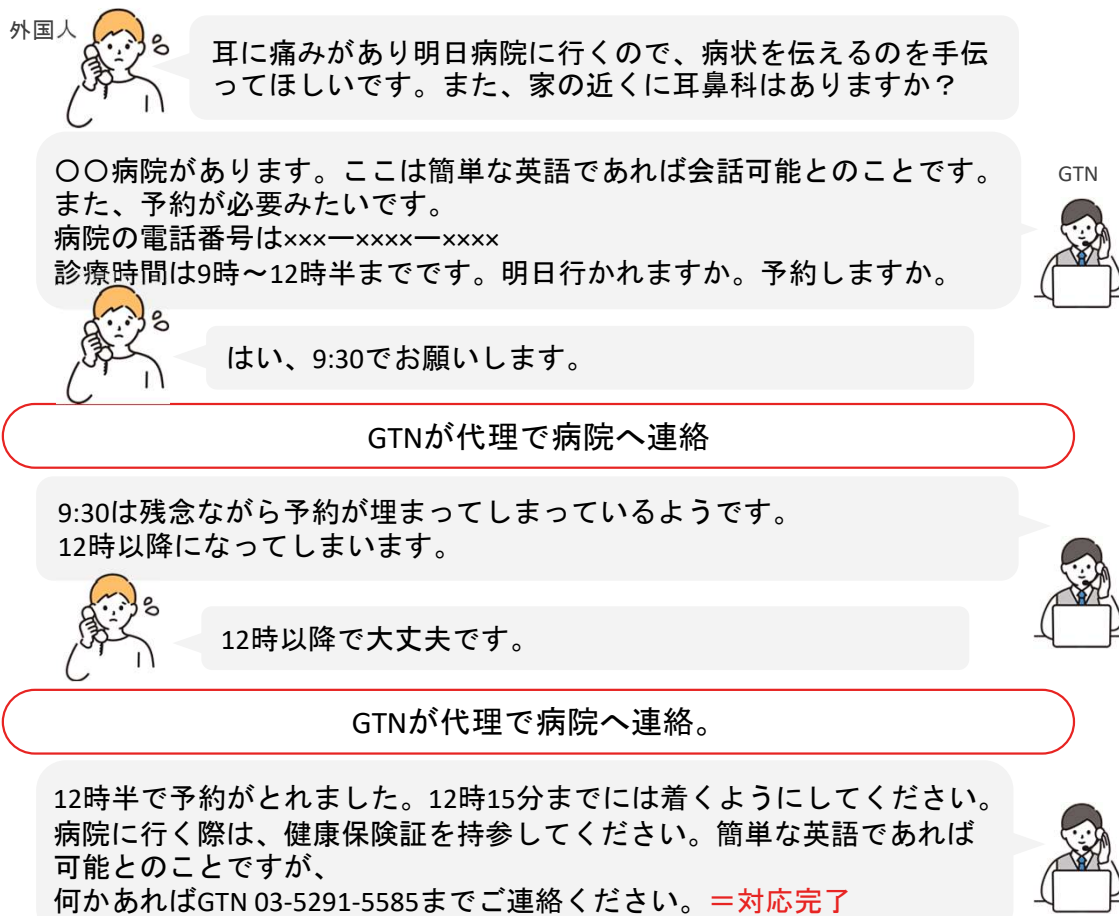 外国人
耳に痛みがあり明日病院に行くので、病状を伝えるのを手伝
ってほしいです。また、家の近くに耳鼻科はありますか？
〇〇病院があります。ここは簡単な英語であれば会話可能とのことです。
また、予約が必要みたいです。
病院の電話番号は×××ー××××ー××××
診療時間は9時～12時半までです。明日行かれますか。予約しますか。
GTN
はい、9:30でお願いします。
GTNが代理で病院へ連絡
9:30は残念ながら予約が埋まってしまっているようです。
12時以降になってしまいます。
12時以降で大丈夫です。
GTNが代理で病院へ連絡。
12時半で予約がとれました。12時15分までには着くようにしてください。
病院に行く際は、健康保険証を持参してください。簡単な英語であれば
可能とのことですが、
何かあればGTN 03-5291-5585までご連絡ください。＝対応完了